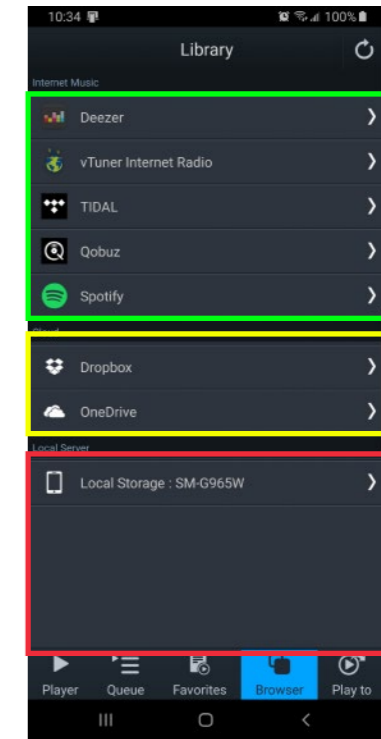 10:34 100%
Library
Internet Music
Deezer
vTuner Internet Radio
TIDAL
Qobuz
Spotify
Cloud
Dropbox
OneDrive
Local Server
Local Storage : SM-G965W
Player Queue Favorites Browser Play to